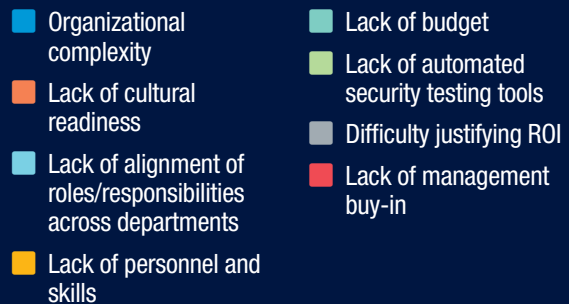 Organizational
complexity
Lack of cultural
readiness
Lack of alignment of
roles/responsibilities
across departments
Lack of personnel and
skills
Lack of budget
Lack of automated
security testing tools
Difficulty justifying ROI
Lack of management
buy-in